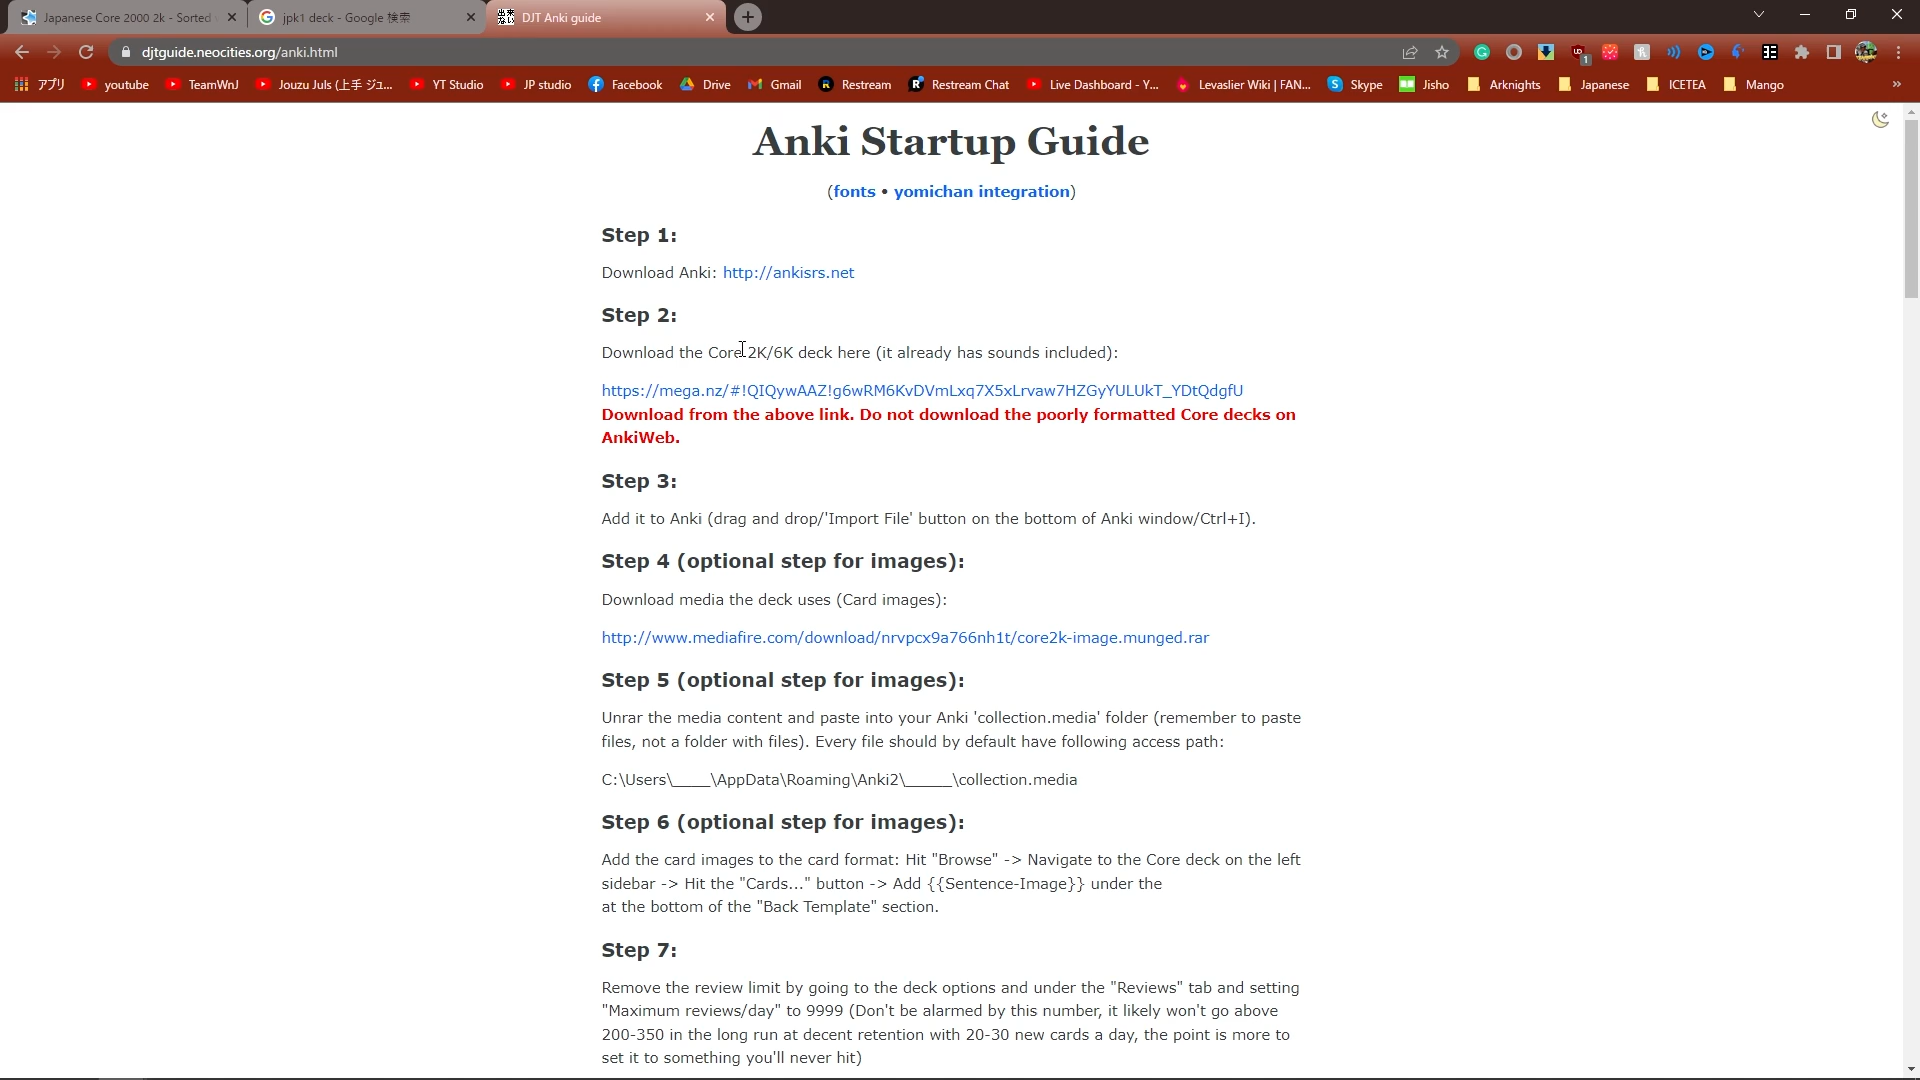 Japanese Core 2000 2k - Sorted
jpk1 deck - Google 検索
DJT Anki guide
djtguide.neocities.org/anki.html
アプリ
youtube
TeamWnJ
Jouzu Juls (上手 ジユ...
YT Studio
JP studio
Facebook
Drive
Gmail
Restream
Restream Chat
Live Dashboard - Y...
Levaslier Wiki | FAN...
Skype
Jisho
Arknights
Japanese
ICETEA
Mango
»
Anki Startup Guide
(fonts • yomichan integration)
Step 1:
Download Anki: http://ankisrs.net
Step 2:
Download the Core 2K/6K deck here (it already has sounds included):
https://mega.nz/#!QIQywAAZ!g6wRM6KvDVmLxq7X5xLrvaw7HZGyYULUkT_YDtQdgfU
Download from the above link. Do not download the poorly formatted Core decks on
AnkiWeb.
Step 3:
Add it to Anki (drag and drop/'Import File' button on the bottom of Anki window/Ctrl+I).
Step 4 (optional step for images):
Download media the deck uses (Card images):
http://www.mediafire.com/download/nrvpcx9a766nh1t/core2k-image.munged.rar
Step 5 (optional step for images):
Unrar the media content and paste into your Anki 'collection.media' folder (remember to paste
files, not a folder with files). Every file should by default have following access path:
C:\Users\____\AppData\Roaming\Anki2\_____\collection.media
Step 6 (optional step for images):
Add the card images to the card format: Hit "Browse" -> Navigate to the Core deck on the left
sidebar -> Hit the "Cards..." button -> Add {{Sentence-Image}} under the
at the bottom of the "Back Template" section.
Step 7:
Remove the review limit by going to the deck options and under the "Reviews" tab and setting
"Maximum reviews/day" to 9999 (Don't be alarmed by this number, it likely won't go above
200-350 in the long run at decent retention with 20-30 new cards a day, the point is more to
set it to something you'll never hit)